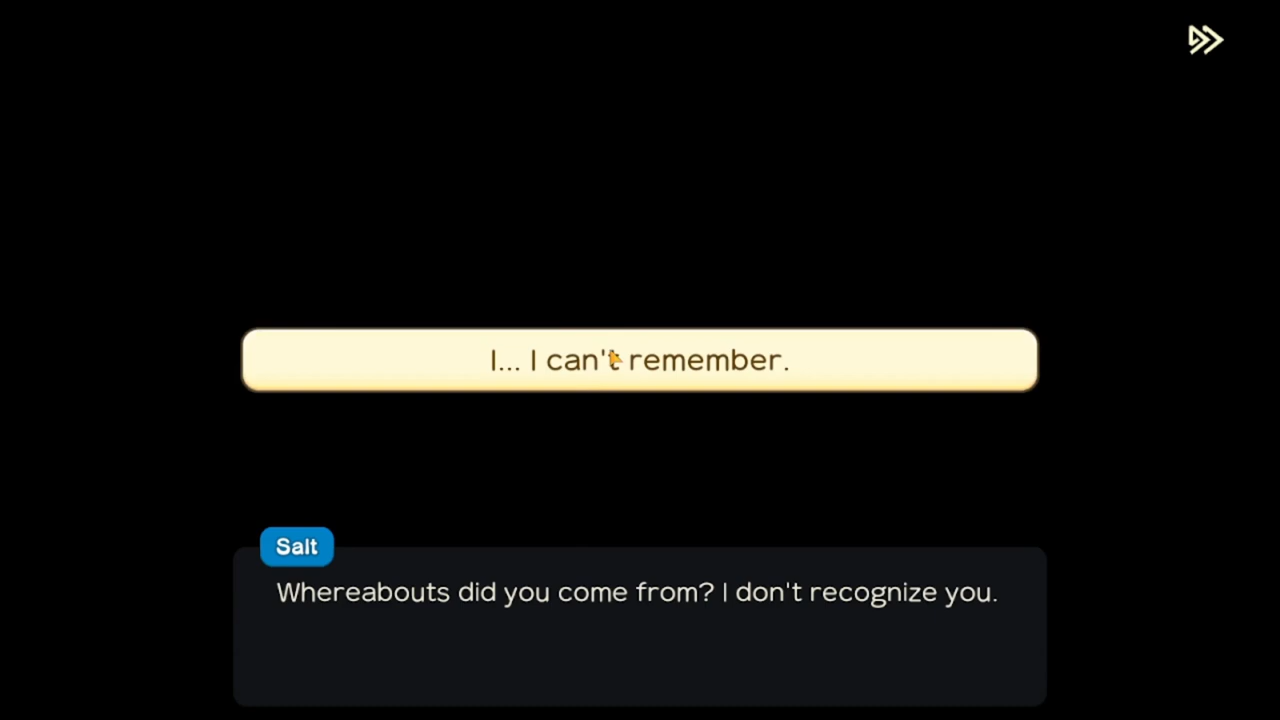 I... I can't remember.
Salt
Whereabouts did you come from? I don't recognize you.